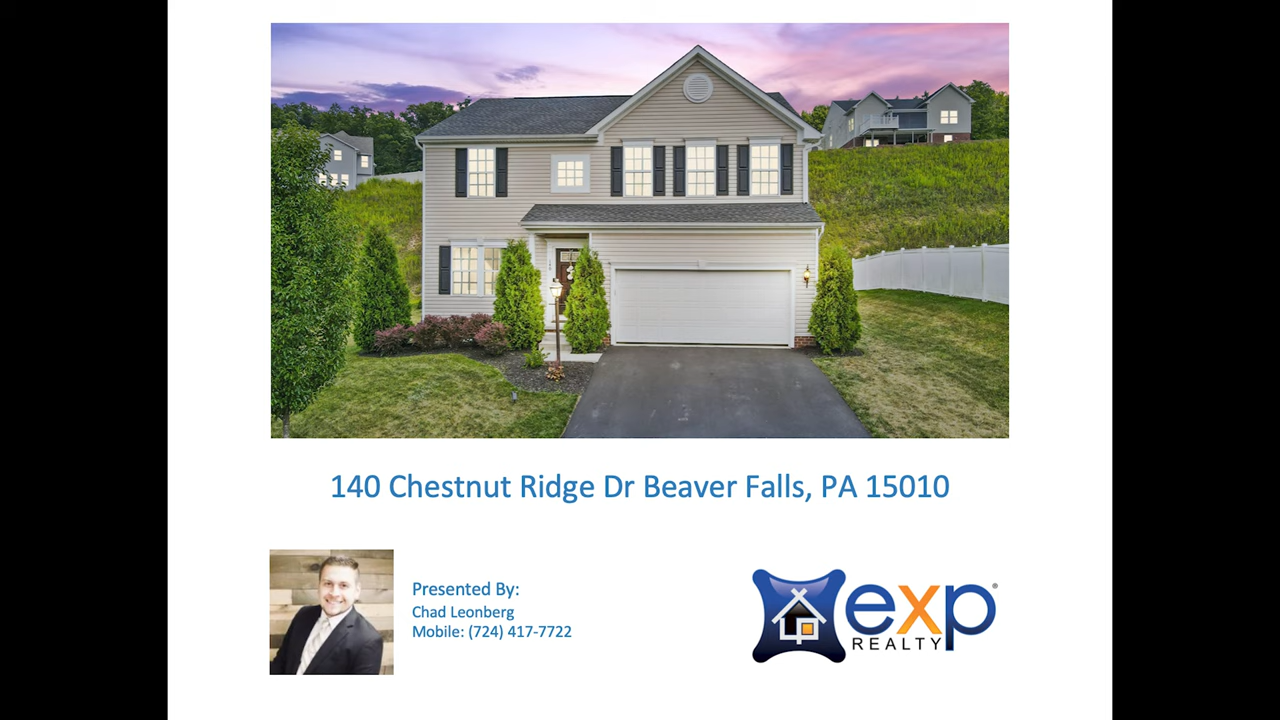 140 Chestnut Ridge Dr Beaver Falls, PA 15010
Presented By:
Chad Leonberg
Mobile: (724) 417-7722
exp®
REALTY